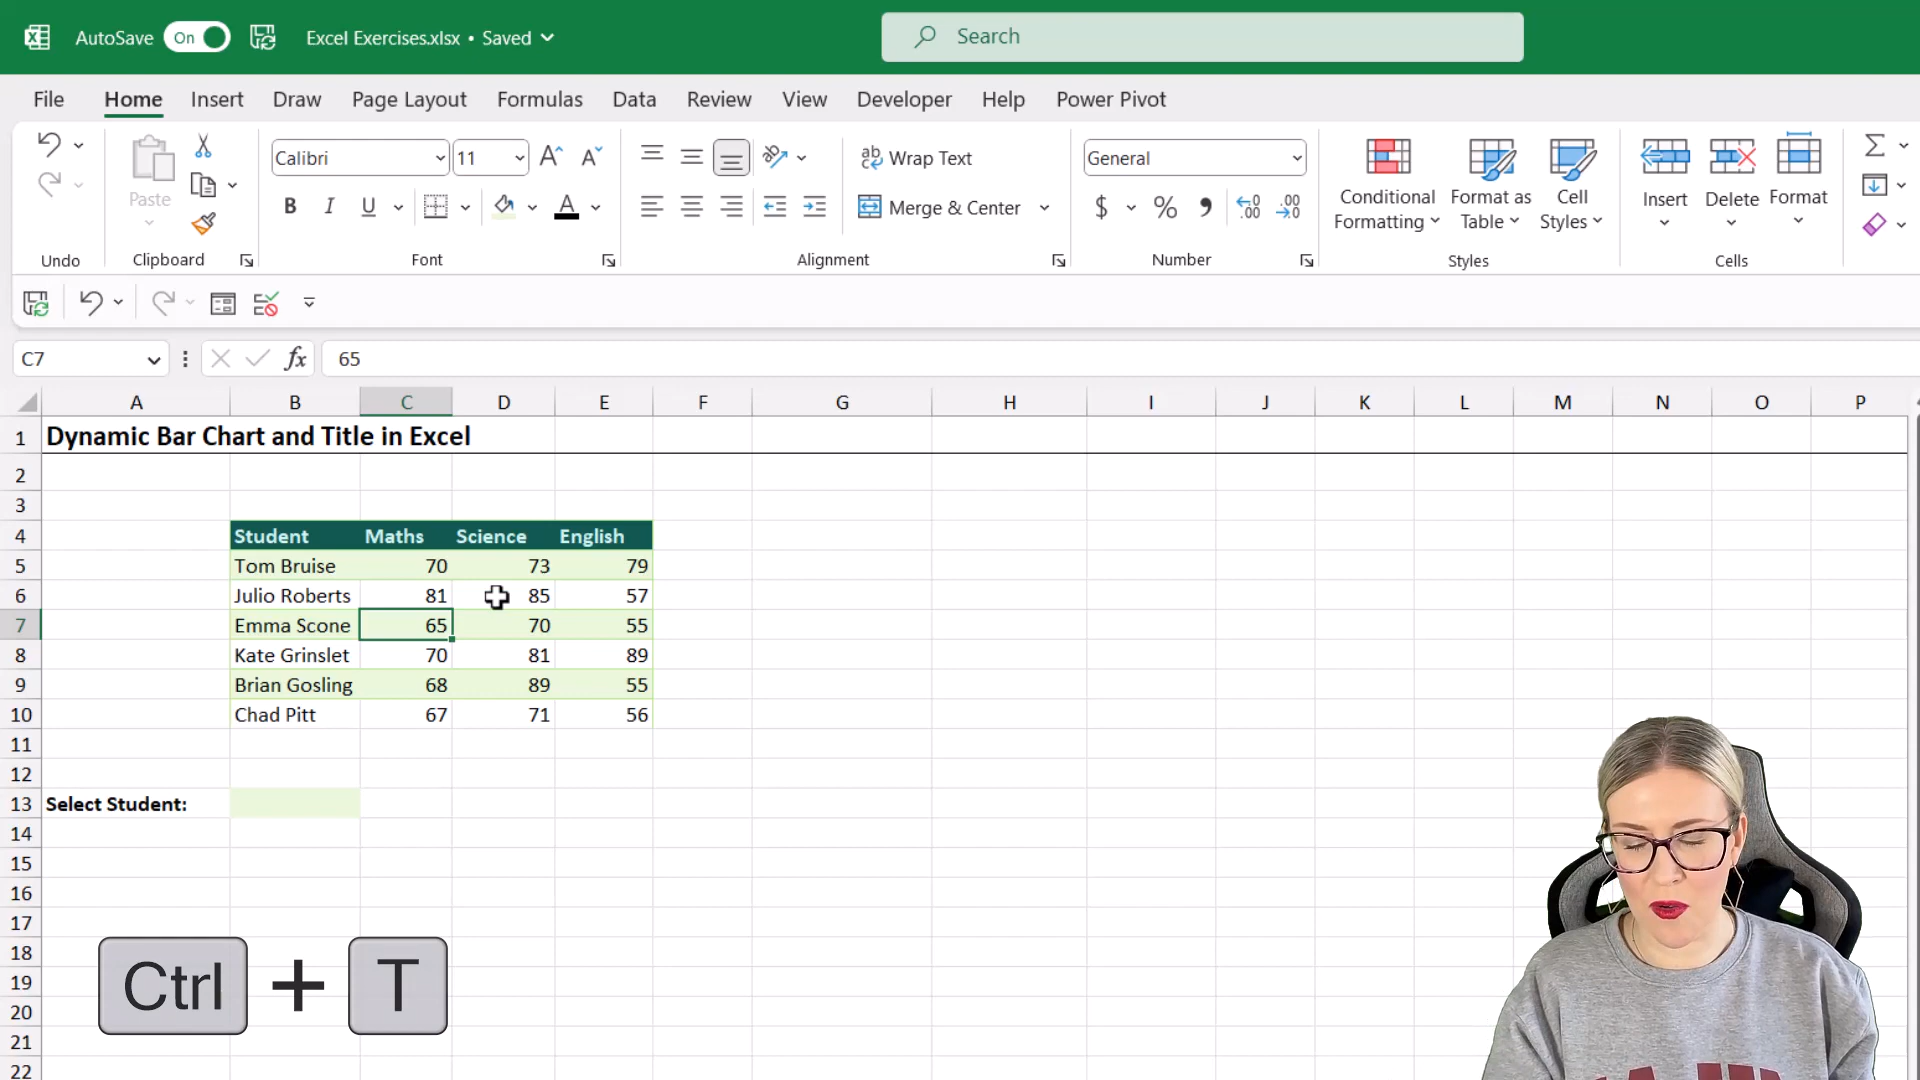 AutoSave On Excel Exercises.xlsx • Saved Search
File Home Insert Draw Page Layout Formulas Data Review View Developer Help Power Pivot
Paste Calibri 11 Wrap Text General Conditional Formatting Format as Table Cell Styles Insert Delete Format
B I U A Merge & Center $ % 9 .00
Undo Clipboard Font Alignment Number Styles Cells
C7 fx 65
A B C D E F G H I J K L M N O P
1 Dynamic Bar Chart and Title in Excel
2
3
4 Student Maths Science English
5 Tom Bruise 70 73 79
6 Julio Roberts 81 85 57
7 Emma Scone 65 70 55
8 Kate Grinslet 70 81 89
9 Brian Gosling 68 89 55
10 Chad Pitt 67 71 56
11
12
13 Select Student:
14
15
16
17
18
19
20
21
22
Ctrl + T